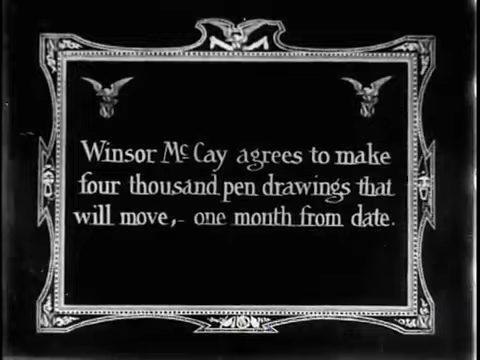 Winsor McCay agrees to make
four thousand pen drawings that
will move,- one month from date.